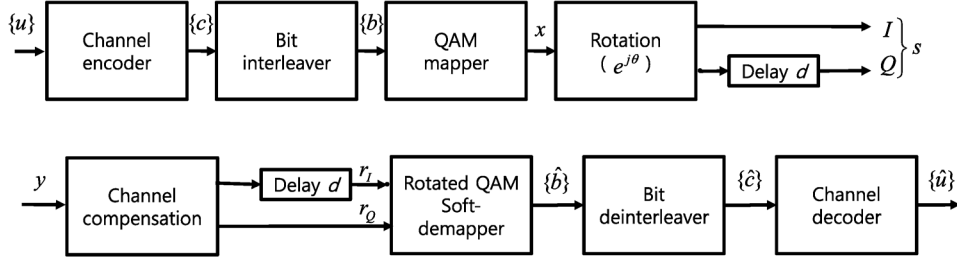 {u}
Channel encoder
{c}
Bit interleaver
{b}
QAM mapper
x
Rotation
( e^{jθ} )
I
Delay d
Q
s
y
Channel compensation
Delay d
r_I
r_Q
Rotated QAM Soft-demapper
{b̂}
Bit deinterleaver
{ĉ}
Channel decoder
{û}